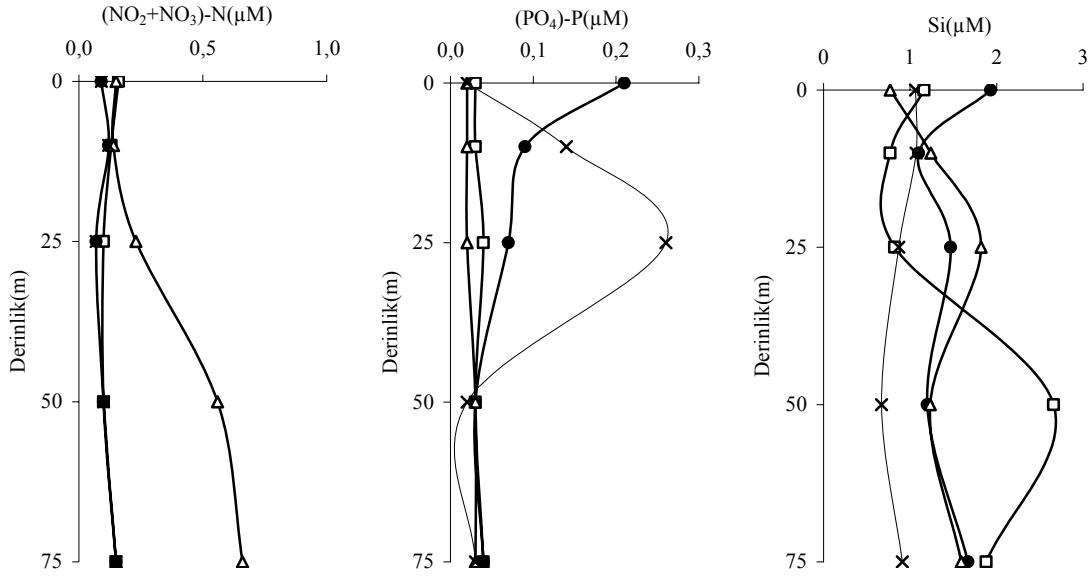 (NO₂+NO₃)-N(µM)
0,0 0,5 1,0
0
25
50
75
Derinlik(m)
(PO₄)-P(µM)
0,0 0,1 0,2 0,3
0
25
50
75
Derinlik(m)
Si(µM)
0 1 2 3
0
25
50
75
Derinlik(m)